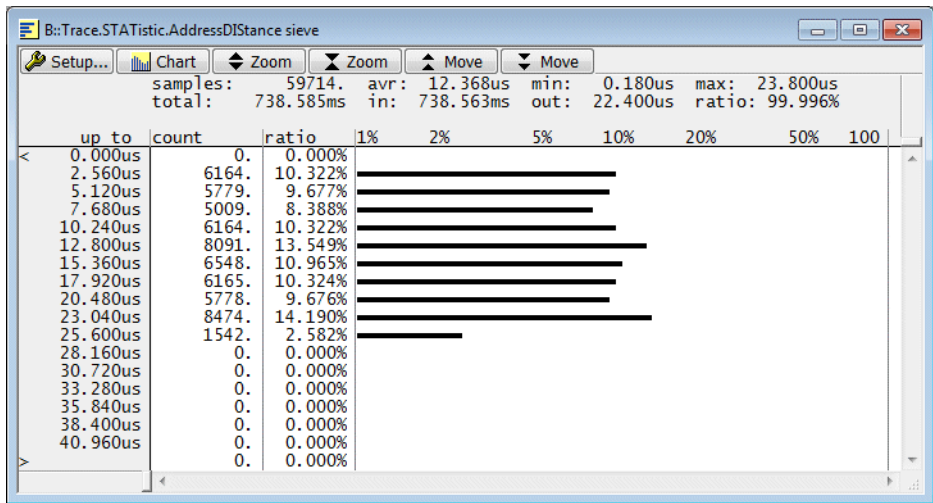 B::Trace.STATistic.AddressDIStance sieve
Setup... Chart Zoom Zoom Move Move
samples: 59714. avr: 12.368us min: 0.180us max: 23.800us
total: 738.585ms in: 738.563ms out: 22.400us ratio: 99.996%
up to count ratio 1% 2% 5% 10% 20% 50% 100
< 0.000us 0. 0.000%
2.560us 6164. 10.322%
5.120us 5779. 9.677%
7.680us 5009. 8.388%
10.240us 6164. 10.322%
12.800us 8091. 13.549%
15.360us 6548. 10.965%
17.920us 6165. 10.324%
20.480us 5778. 9.676%
23.040us 8474. 14.190%
25.600us 1542. 2.582%
28.160us 0. 0.000%
30.720us 0. 0.000%
33.280us 0. 0.000%
35.840us 0. 0.000%
38.400us 0. 0.000%
40.960us 0. 0.000%
> 0. 0.000%